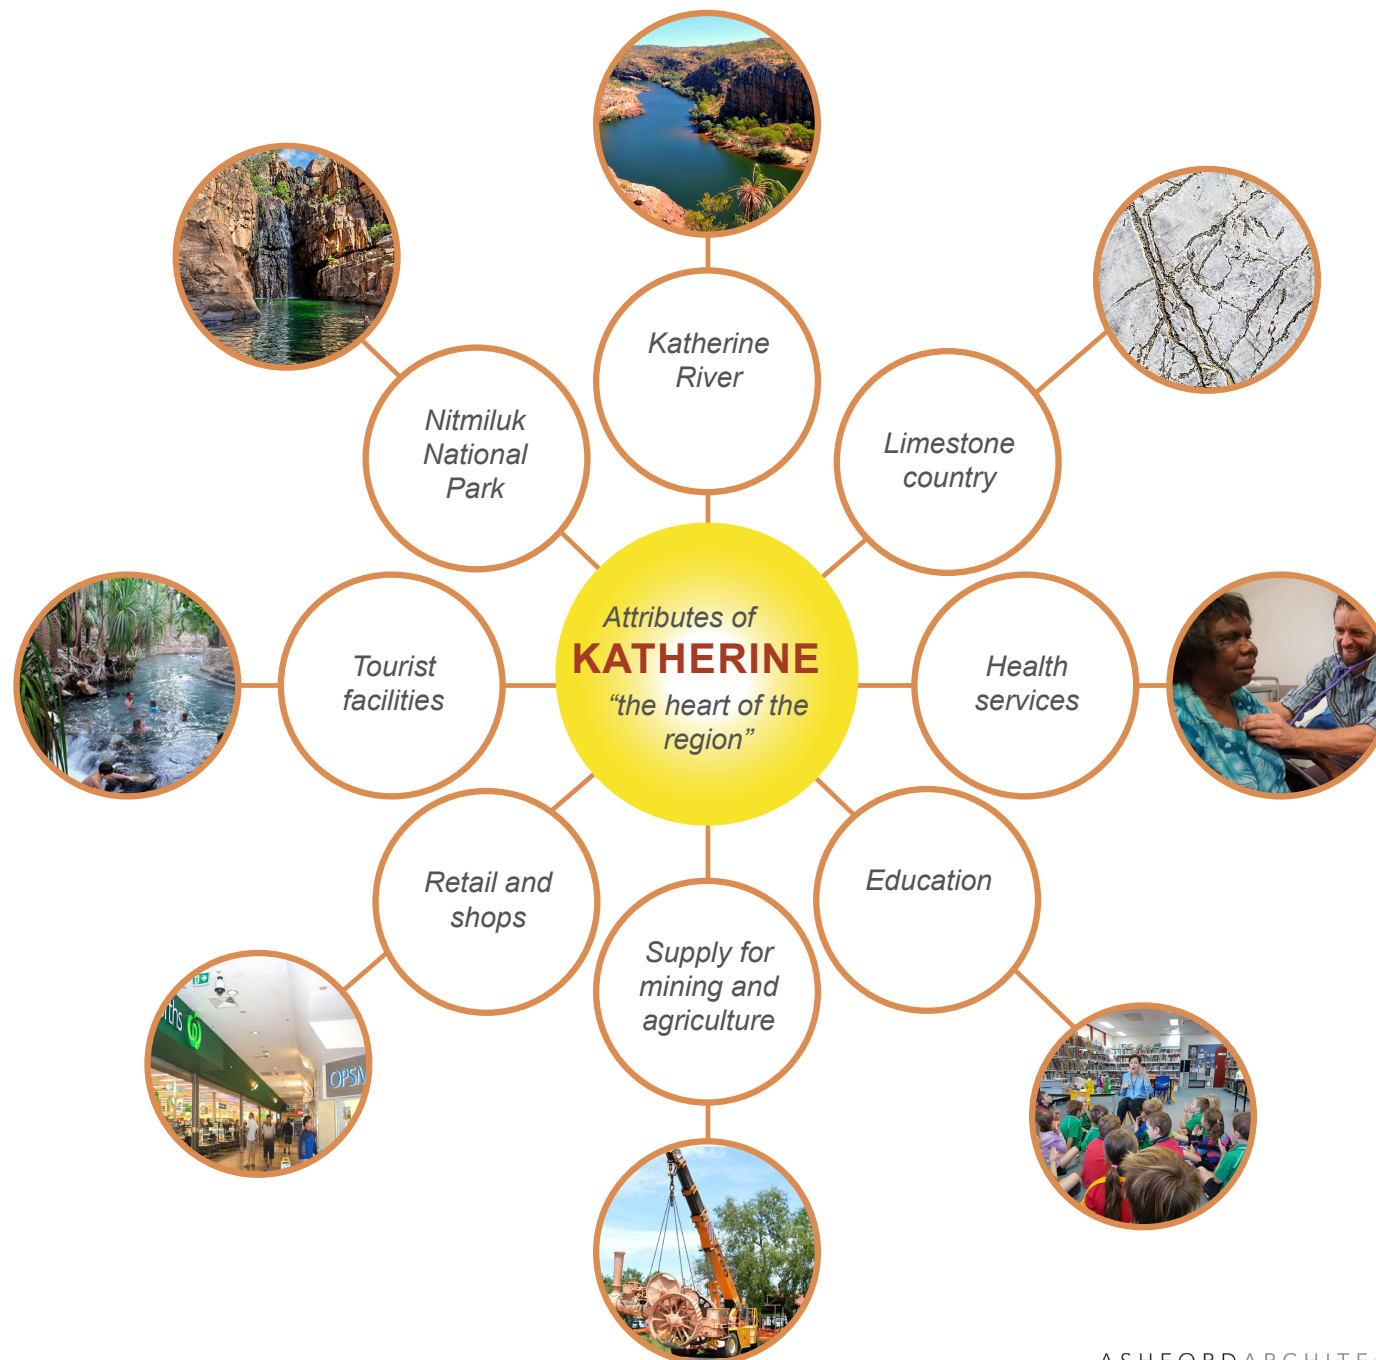 Katherine
River
Nitmiluk
National
Park
Limestone
country
Attributes of
KATHERINE
“the heart of the
region”
Tourist
facilities
Health
services
Retail and
shops
Education
Supply for
mining and
agriculture
rths
OPSM